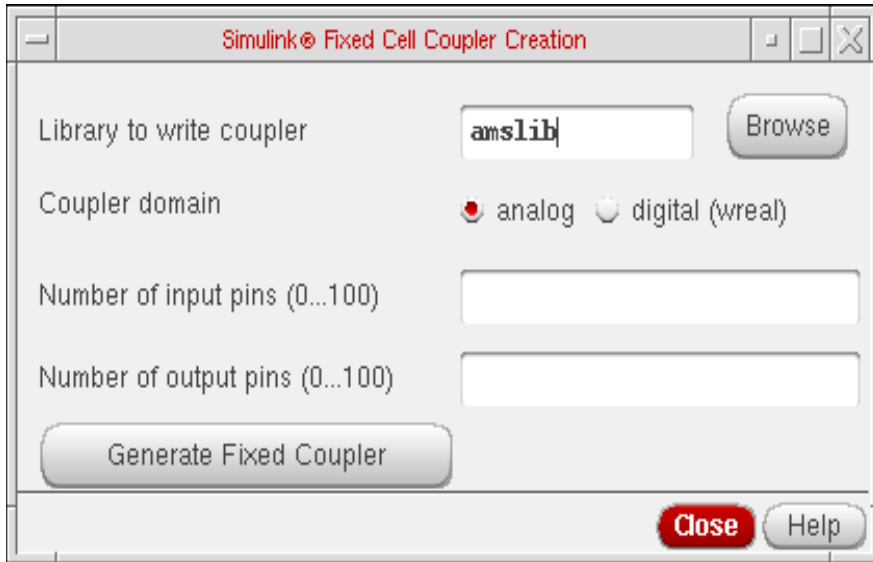 Simulink® Fixed Cell Coupler Creation
Library to write coupler amslib Browse
Coupler domain analog digital (wreal)
Number of input pins (0...100)
Number of output pins (0...100)
Generate Fixed Coupler
Close Help